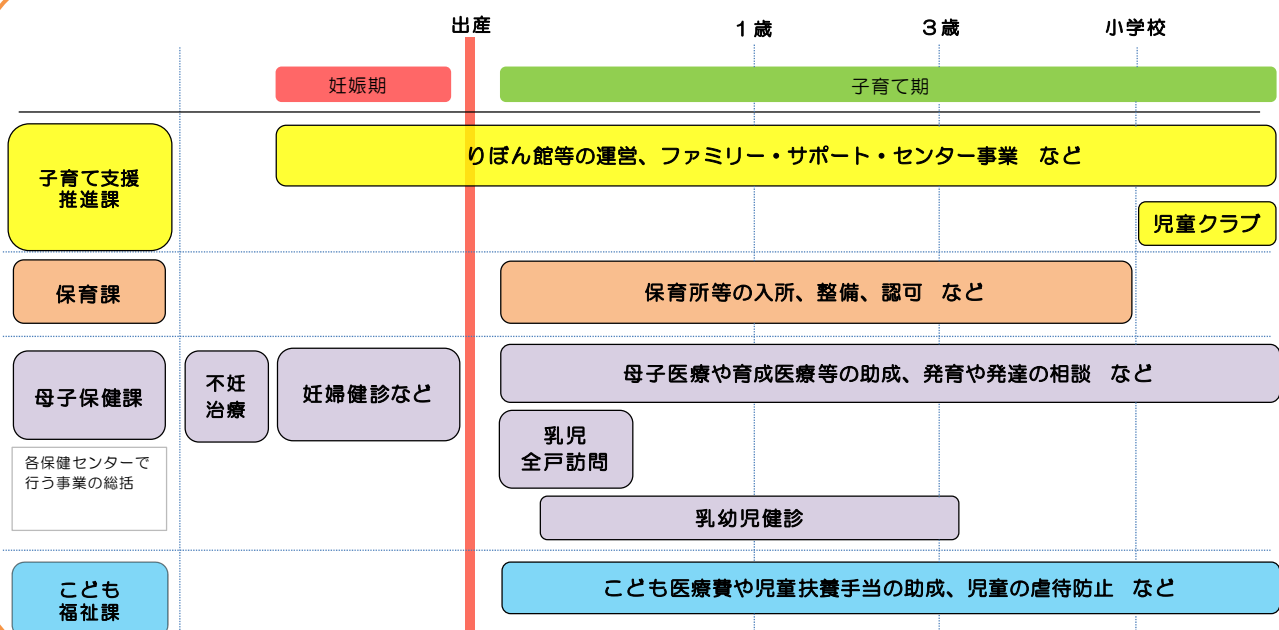 出産
1歳
3歳
小学校
妊娠期
子育て期
子育て支援
推進課
りぼん館等の運営、ファミリー・サポート・センター事業 など
児童クラブ
保育課
保育所等の入所、整備、認可 など
母子保健課
不妊
治療
妊婦健診など
母子医療や育成医療等の助成、発育や発達の相談 など
乳児
全戸訪問
各保健センターで
行う事業の総括
乳幼児健診
こども
福祉課
こども医療費や児童扶養手当の助成、児童の虐待防止 など